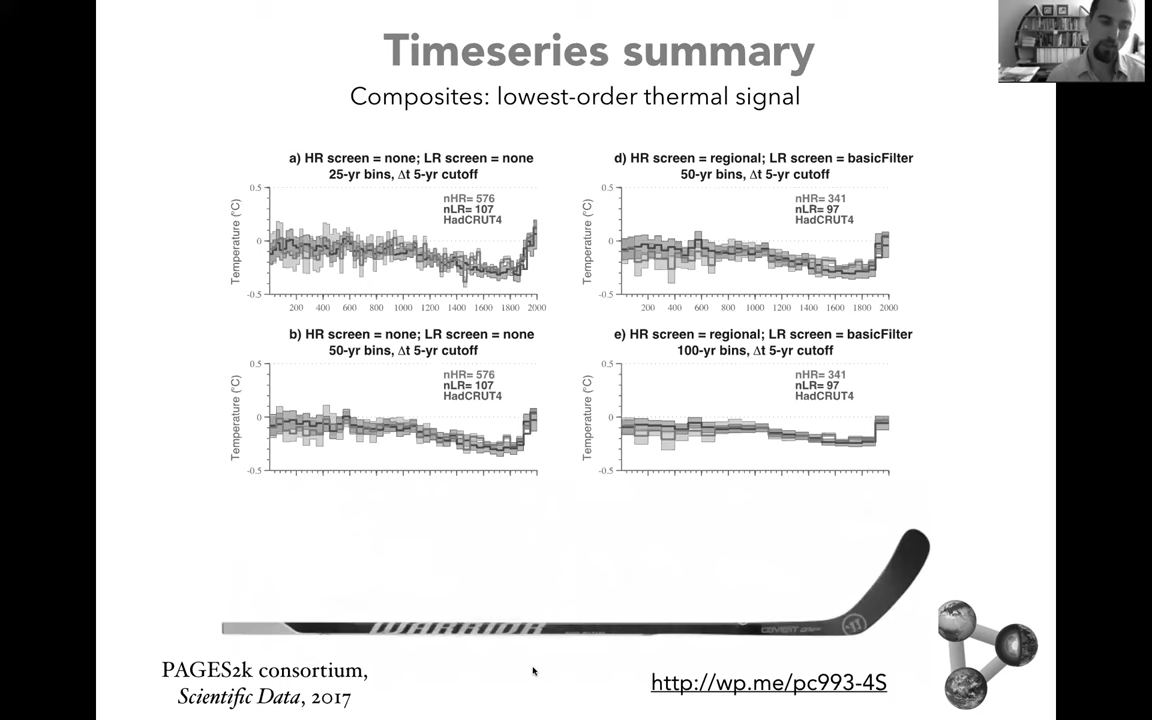 Timeseries summary
Composites: lowest-order thermal signal
a) HR screen = none; LR screen = none
25-yr bins, Δt 5-yr cutoff
0.5
0
-0.5
Temperature (°C)
nHR= 576
nLR= 107
HadCRUT4
200 400 600 800 1000 1200 1400 1600 1800 2000
d) HR screen = regional; LR screen = basicFilter
50-yr bins, Δt 5-yr cutoff
0.5
0
-0.5
Temperature (°C)
nHR= 341
nLR= 97
HadCRUT4
200 400 600 800 1000 1200 1400 1600 1800 2000
b) HR screen = none; LR screen = none
50-yr bins, Δt 5-yr cutoff
0.5
0
-0.5
Temperature (°C)
nHR= 576
nLR= 107
HadCRUT4
e) HR screen = regional; LR screen = basicFilter
100-yr bins, Δt 5-yr cutoff
0.5
0
-0.5
Temperature (°C)
nHR= 341
nLR= 97
HadCRUT4
WARRIOR
COVERT
PAGES2k consortium,
Scientific Data, 2017
http://wp.me/pc993-4S